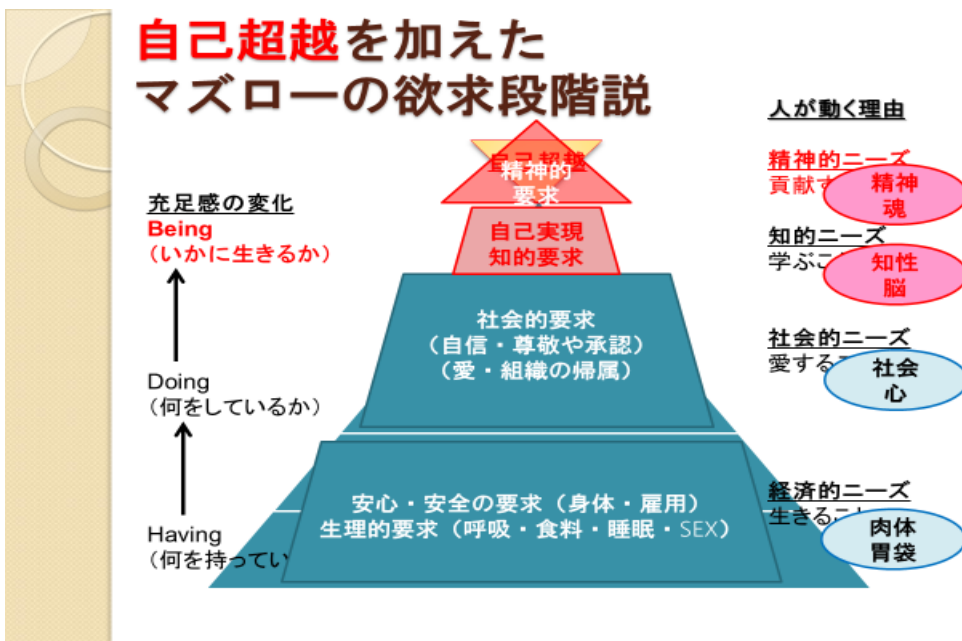 自己超越を加えた
マズローの欲求段階説
人が動く理由
自己超越
精神的
要求
精神的ニーズ
貢献す
精神
魂
充足感の変化
Being
（いかに生きるか）
自己実現
知的要求
知的ニーズ
学ぶこ
知性
脳
社会的要求
（自信・尊敬や承認）
（愛・組織の帰属）
社会的ニーズ
愛するこ
社会
心
Doing
（何をしているか）
安心・安全の要求（身体・雇用）
生理的要求（呼吸・食料・睡眠・SEX）
経済的ニーズ
生きること
肉体
胃袋
Having
（何を持ってい